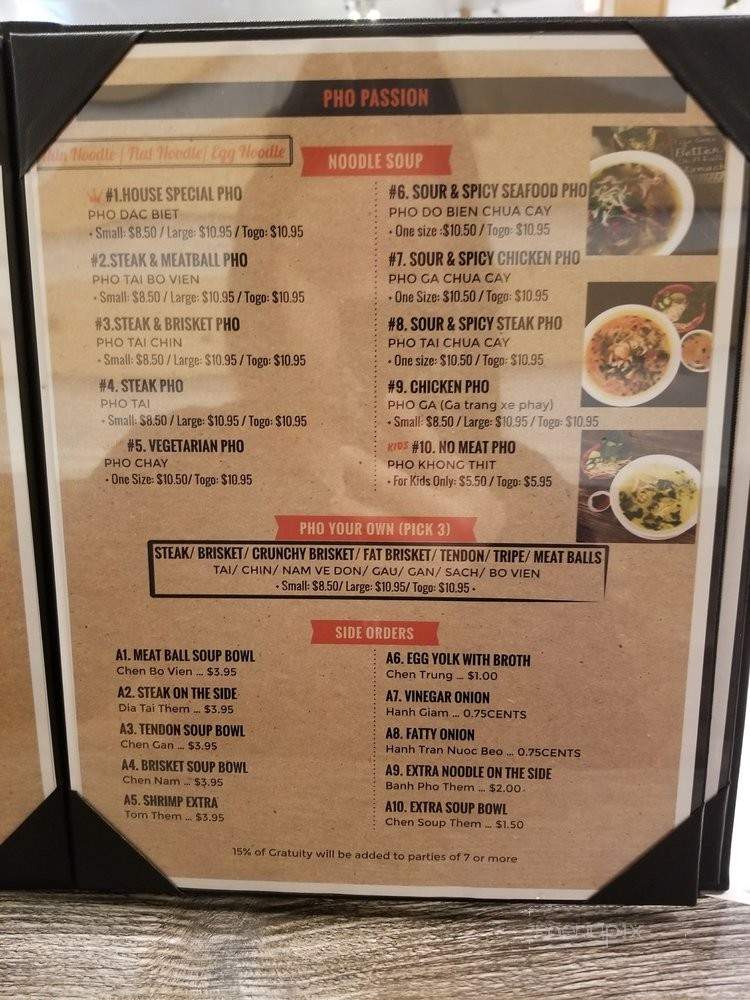 PHO PASSION
Thin Noodle | Flat Noodle| Egg Noodle
NOODLE SOUP
#1.HOUSE SPECIAL PHO
PHO DAC BIET
• Small: $8.50 / Large: $10.95 / Togo: $10.95
#2.STEAK & MEATBALL PHO
PHO TAI BO VIEN
• Small: $8.50 / Large: $10.95 / Togo: $10.95
#3.STEAK & BRISKET PHO
PHO TAI CHIN
• Small: $8.50 / Large: $10.95 / Togo: $10.95
#4. STEAK PHO
PHO TAI
• Small: $8.50 / Large: $10.95 / Togo: $10.95
#5. VEGETARIAN PHO
PHO CHAY
• One Size: $10.50/ Togo: $10.95
#6. SOUR & SPICY SEAFOOD PHO
PHO DO BIEN CHUA CAY
• One size :$10.50 / Togo: $10.95
#7. SOUR & SPICY CHICKEN PHO
PHO GA CHUA CAY
• One Size: $10.50 / Togo: $10.95
#8. SOUR & SPICY STEAK PHO
PHO TAI CHUA CAY
• One size: $10.50 / Togo: $10.95
#9. CHICKEN PHO
PHO GA (Ga trang xe phay)
• Small: $8.50 / Large: $10.95 / Togo: $10.95
KIDS #10. NO MEAT PHO
PHO KHONG THIT
• For Kids Only: $5.50 / Togo: $5.95
Better
PHO YOUR OWN (PICK 3)
STEAK/ BRISKET/ CRUNCHY BRISKET/ FAT BRISKET/ TENDON/ TRIPE/ MEAT BALLS
TAI/ CHIN/ NAM VE DON/ GAU/ GAN/ SACH/ BO VIEN
• Small: $8.50/ Large: $10.95/ Togo: $10.95 •
SIDE ORDERS
A1. MEAT BALL SOUP BOWL
Chen Bo Vien ... $3.95
A2. STEAK ON THE SIDE
Dia Tai Them ... $3.95
A3. TENDON SOUP BOWL
Chen Gan ... $3.95
A4. BRISKET SOUP BOWL
Chen Nam ... $3.95
A5. SHRIMP EXTRA
Tom Them ... $3.95
A6. EGG YOLK WITH BROTH
Chen Trung ... $1.00
A7. VINEGAR ONION
Hanh Giam ... 0.75CENTS
A8. FATTY ONION
Hanh Tran Nuoc Beo ... 0.75CENTS
A9. EXTRA NOODLE ON THE SIDE
Banh Pho Them ... $2.00
A10. EXTRA SOUP BOWL
Chen Soup Them ... $1.50
15% of Gratuity will be added to parties of 7 or more
menupix